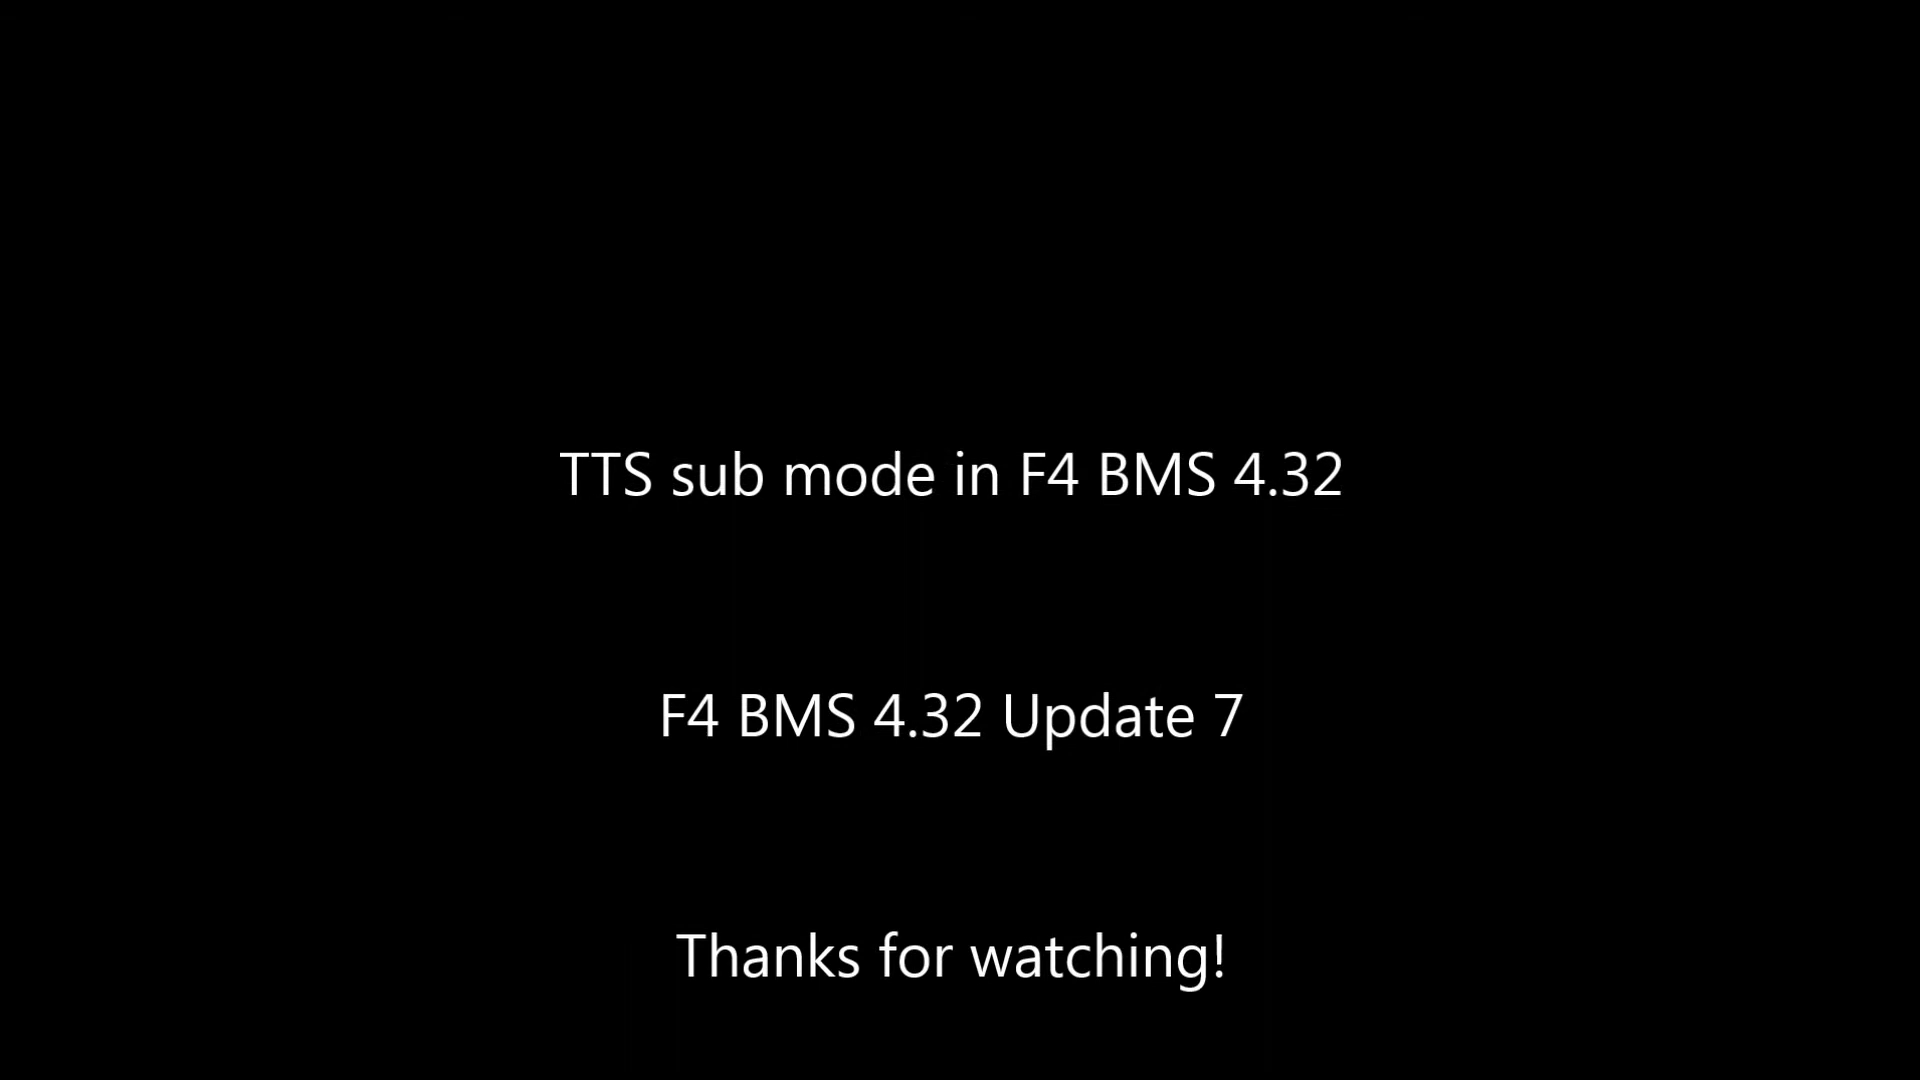 TTS sub mode in F4 BMS 4.32
F4 BMS 4.32 Update 7
Thanks for watching!